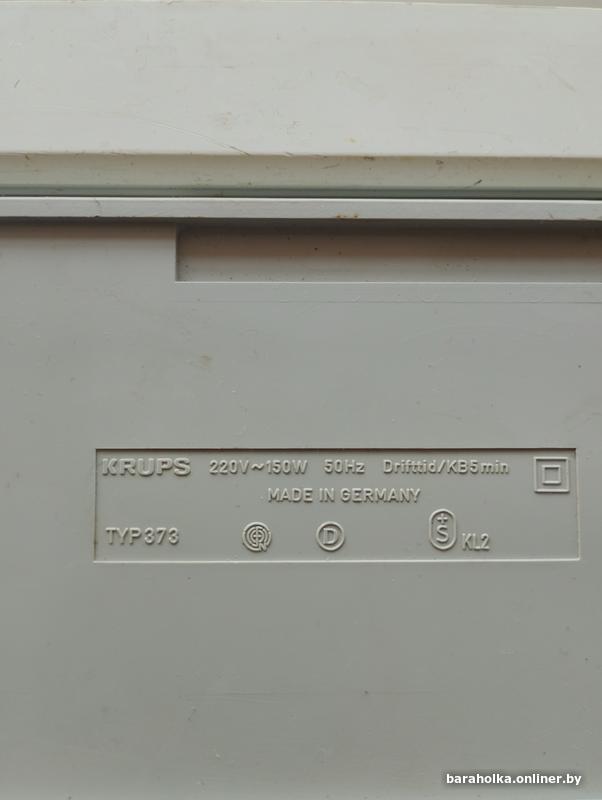 KRUPS 220V~150W 50Hz Drifttid/KB5min
MADE IN GERMANY
TYP373 D +S KL2
baraholka.onliner.by